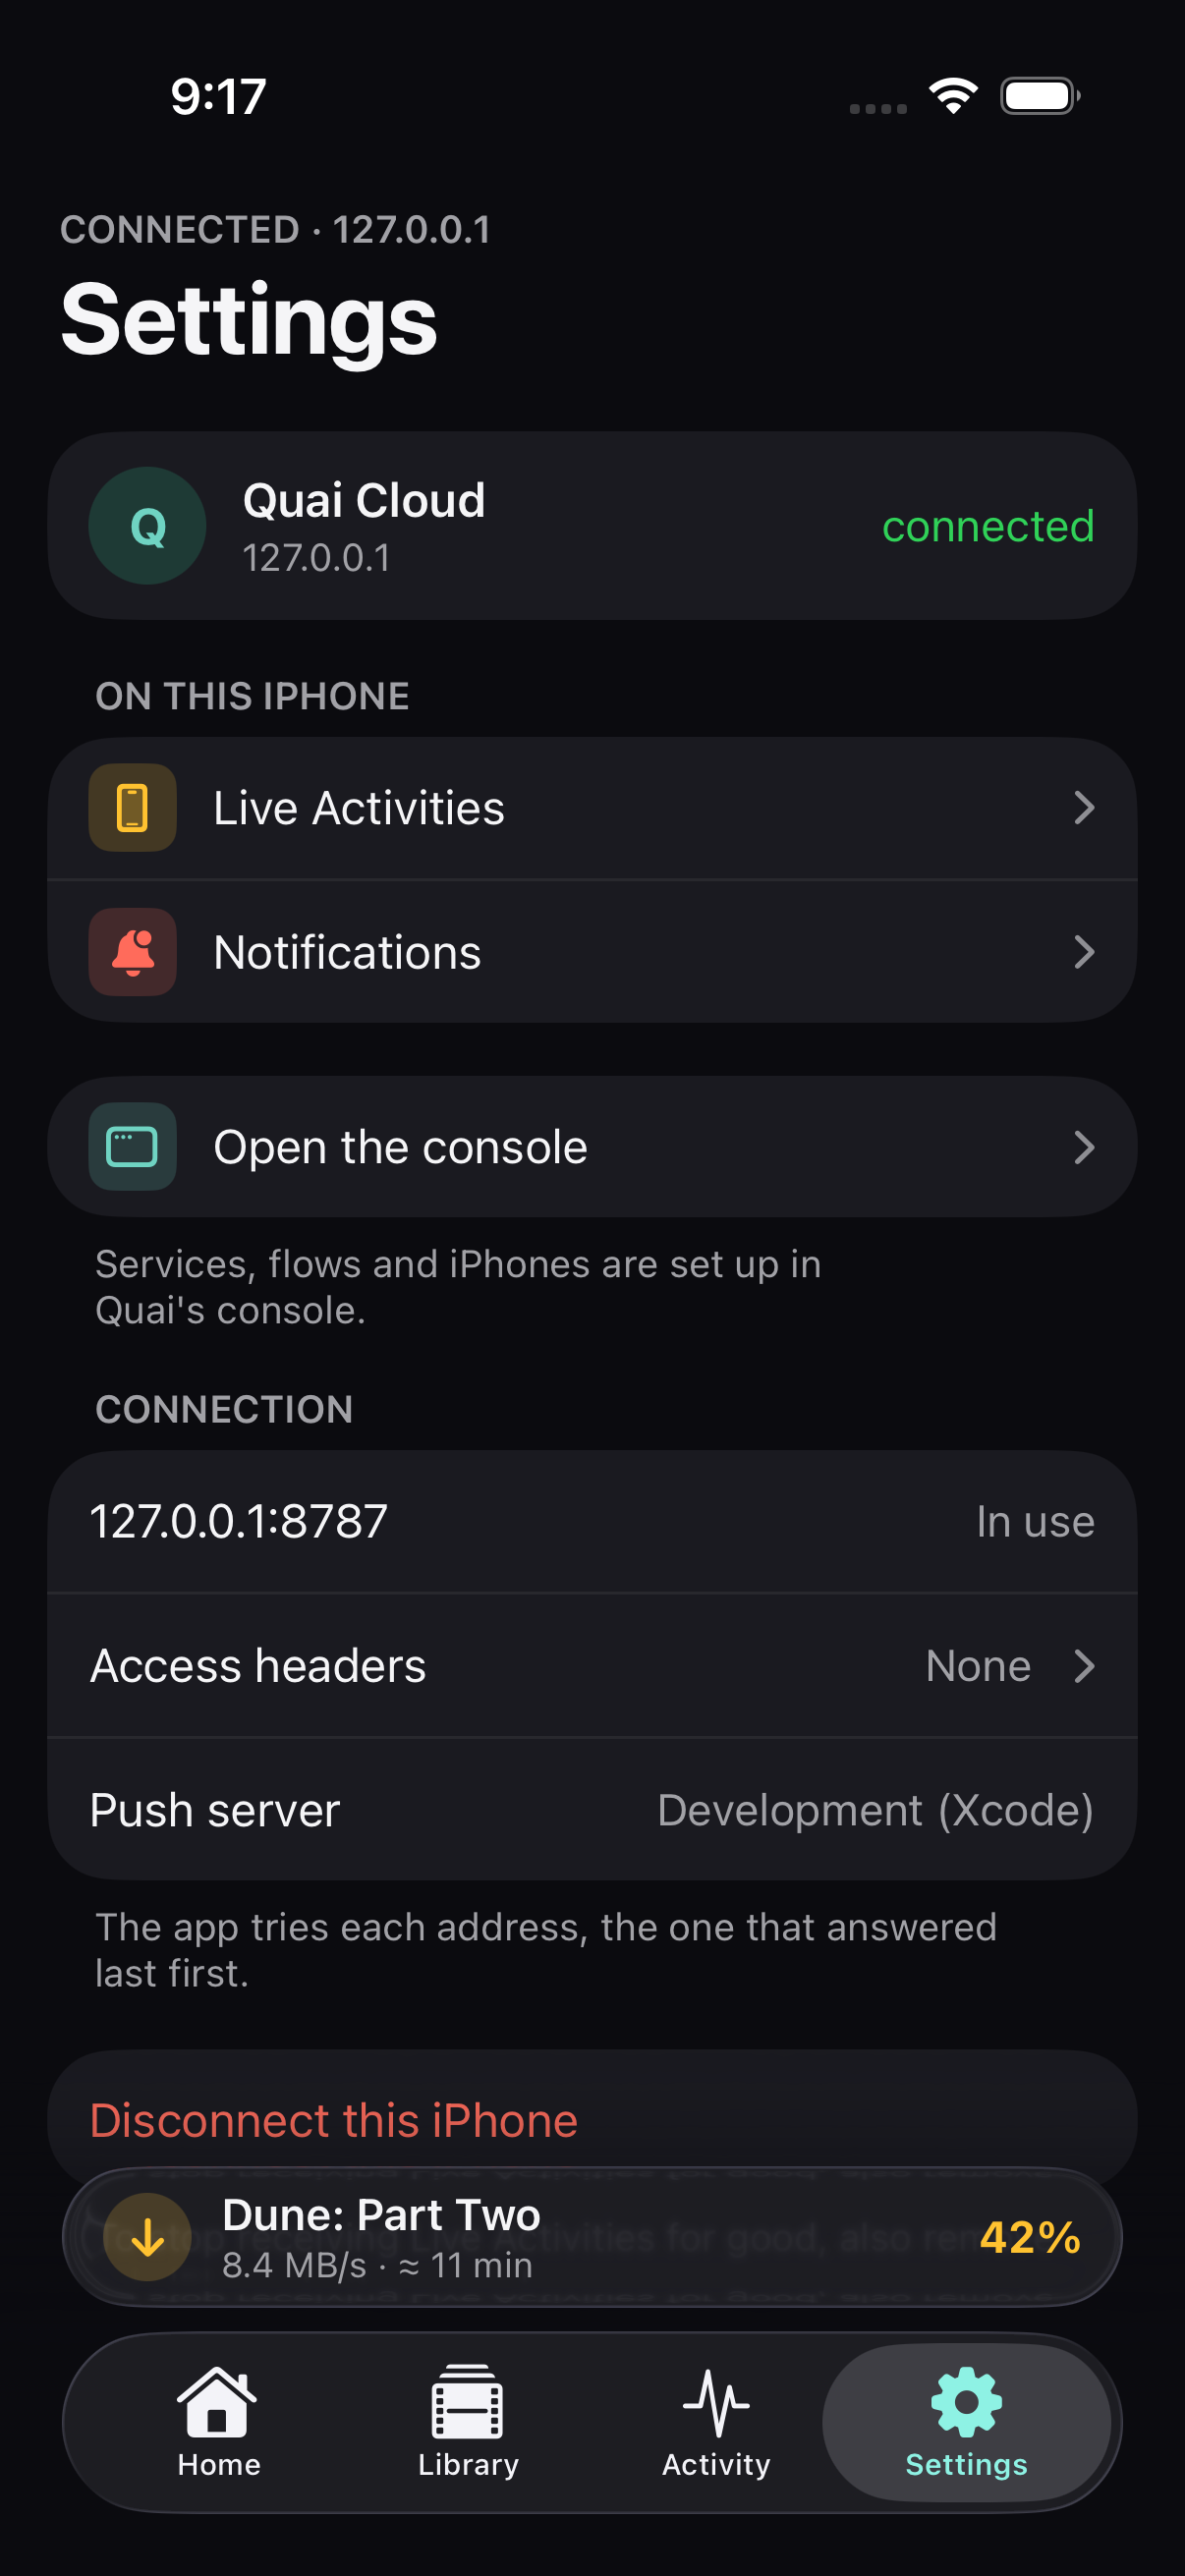 9:17
CONNECTED · 127.0.0.1
Settings
Q
Quai Cloud
127.0.0.1
connected
ON THIS IPHONE
Live Activities
Notifications
Open the console
Services, flows and iPhones are set up in
Quai's console.
CONNECTION
127.0.0.1:8787
In use
Access headers
None
Push server
Development (Xcode)
The app tries each address, the one that answered
last first.
Disconnect this iPhone
Dune: Part Two
8.4 MB/s · ≈ 11 min
42%
Home
Library
Activity
Settings